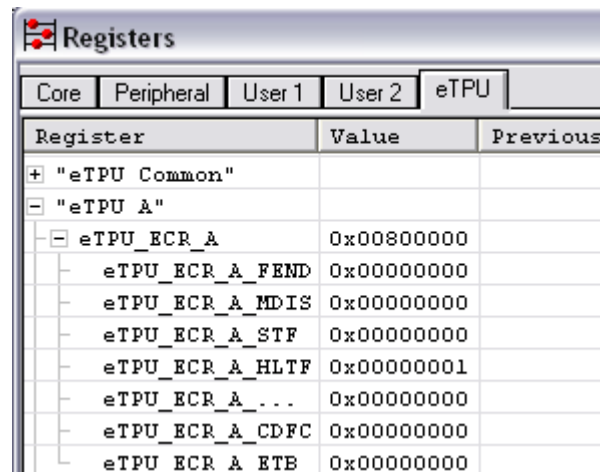 Registers
Core Peripheral User 1 User 2 eTPU
Register Value Previous
"eTPU Common"
"eTPU A"
eTPU_ECR_A 0x00800000
eTPU_ECR_A_FEND 0x00000000
eTPU_ECR_A_MDIS 0x00000000
eTPU_ECR_A_STF 0x00000000
eTPU_ECR_A_HLTF 0x00000001
eTPU_ECR_A_... 0x00000000
eTPU_ECR_A_CDFC 0x00000000
eTPU_ECR_A_ETB 0x00000000